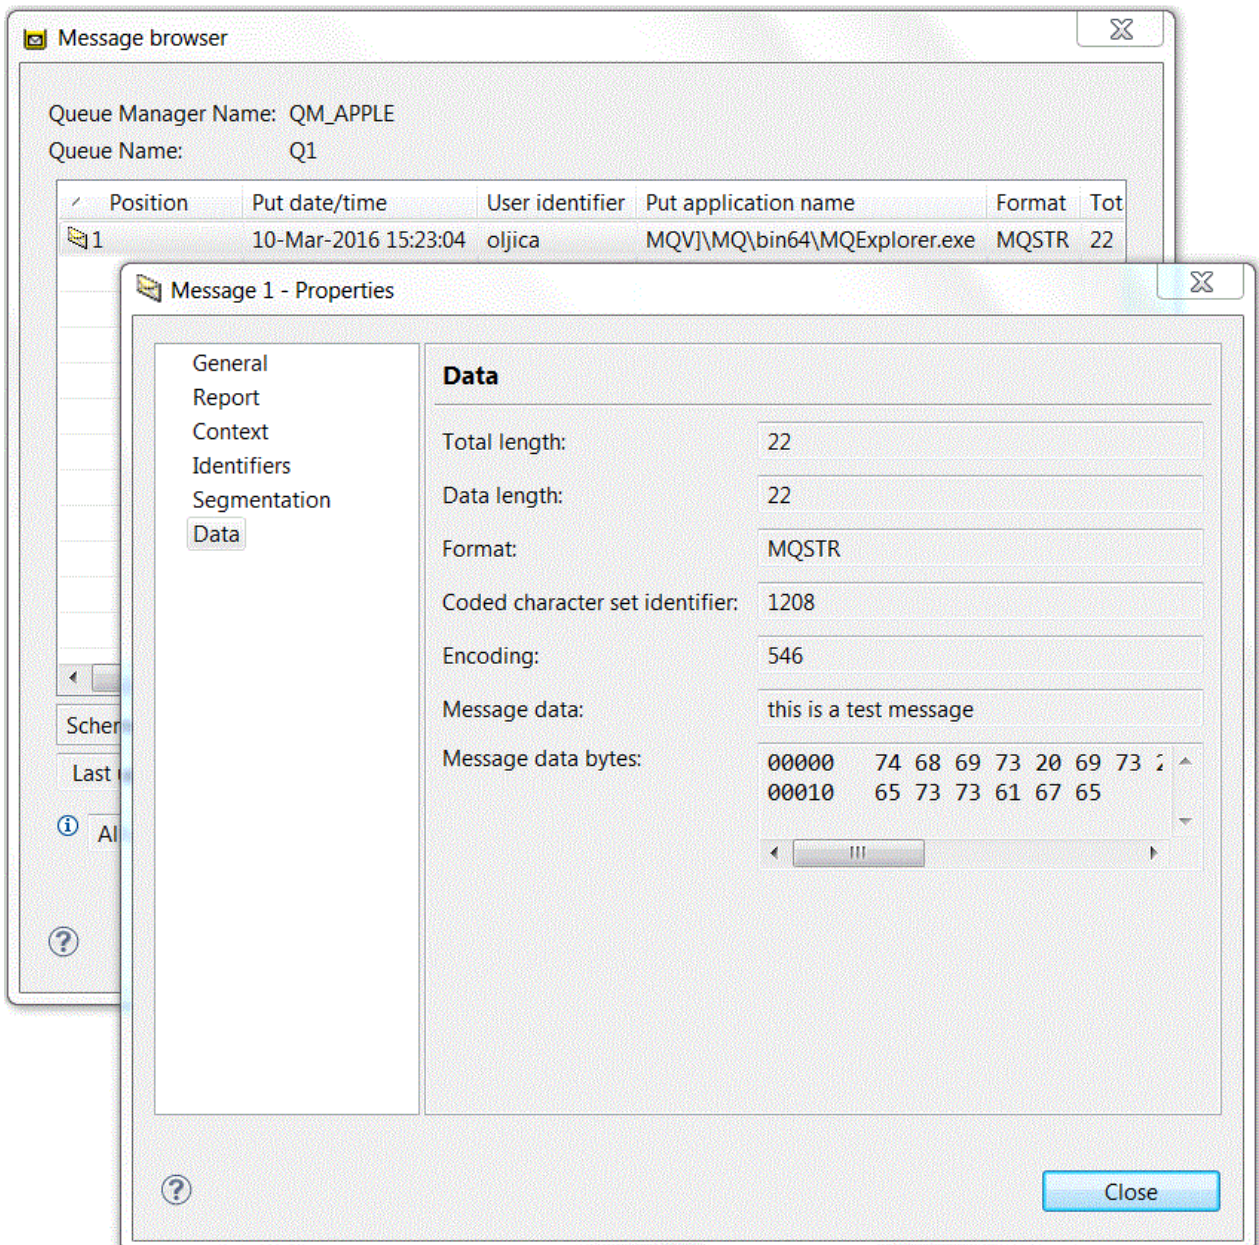 Message browser
Queue Manager Name: QM_APPLE
Queue Name: Q1
Position Put date/time User identifier Put application name Format Tot
1 10-Mar-2016 15:23:04 oljica MQV]\MQ\bin64\MQExplorer.exe MQSTR 22
Message 1 - Properties
General
Report
Context
Identifiers
Segmentation
Data
Data
Total length: 22
Data length: 22
Format: MQSTR
Coded character set identifier: 1208
Encoding: 546
Message data: this is a test message
Message data bytes: 00000 74 68 69 73 20 69 73
00010 65 73 73 61 67 65
Scher
Last
Al
Close